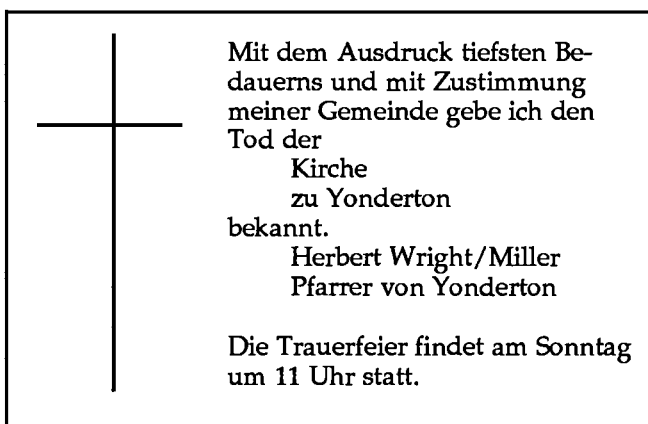 Mit dem Ausdruck tiefsten Be-
dauerns und mit Zustimmung
meiner Gemeinde gebe ich den
Tod der
Kirche
zu Yonderton
bekannt.
Herbert Wright/Miller
Pfarrer von Yonderton
Die Trauerfeier findet am Sonntag
um 11 Uhr statt.